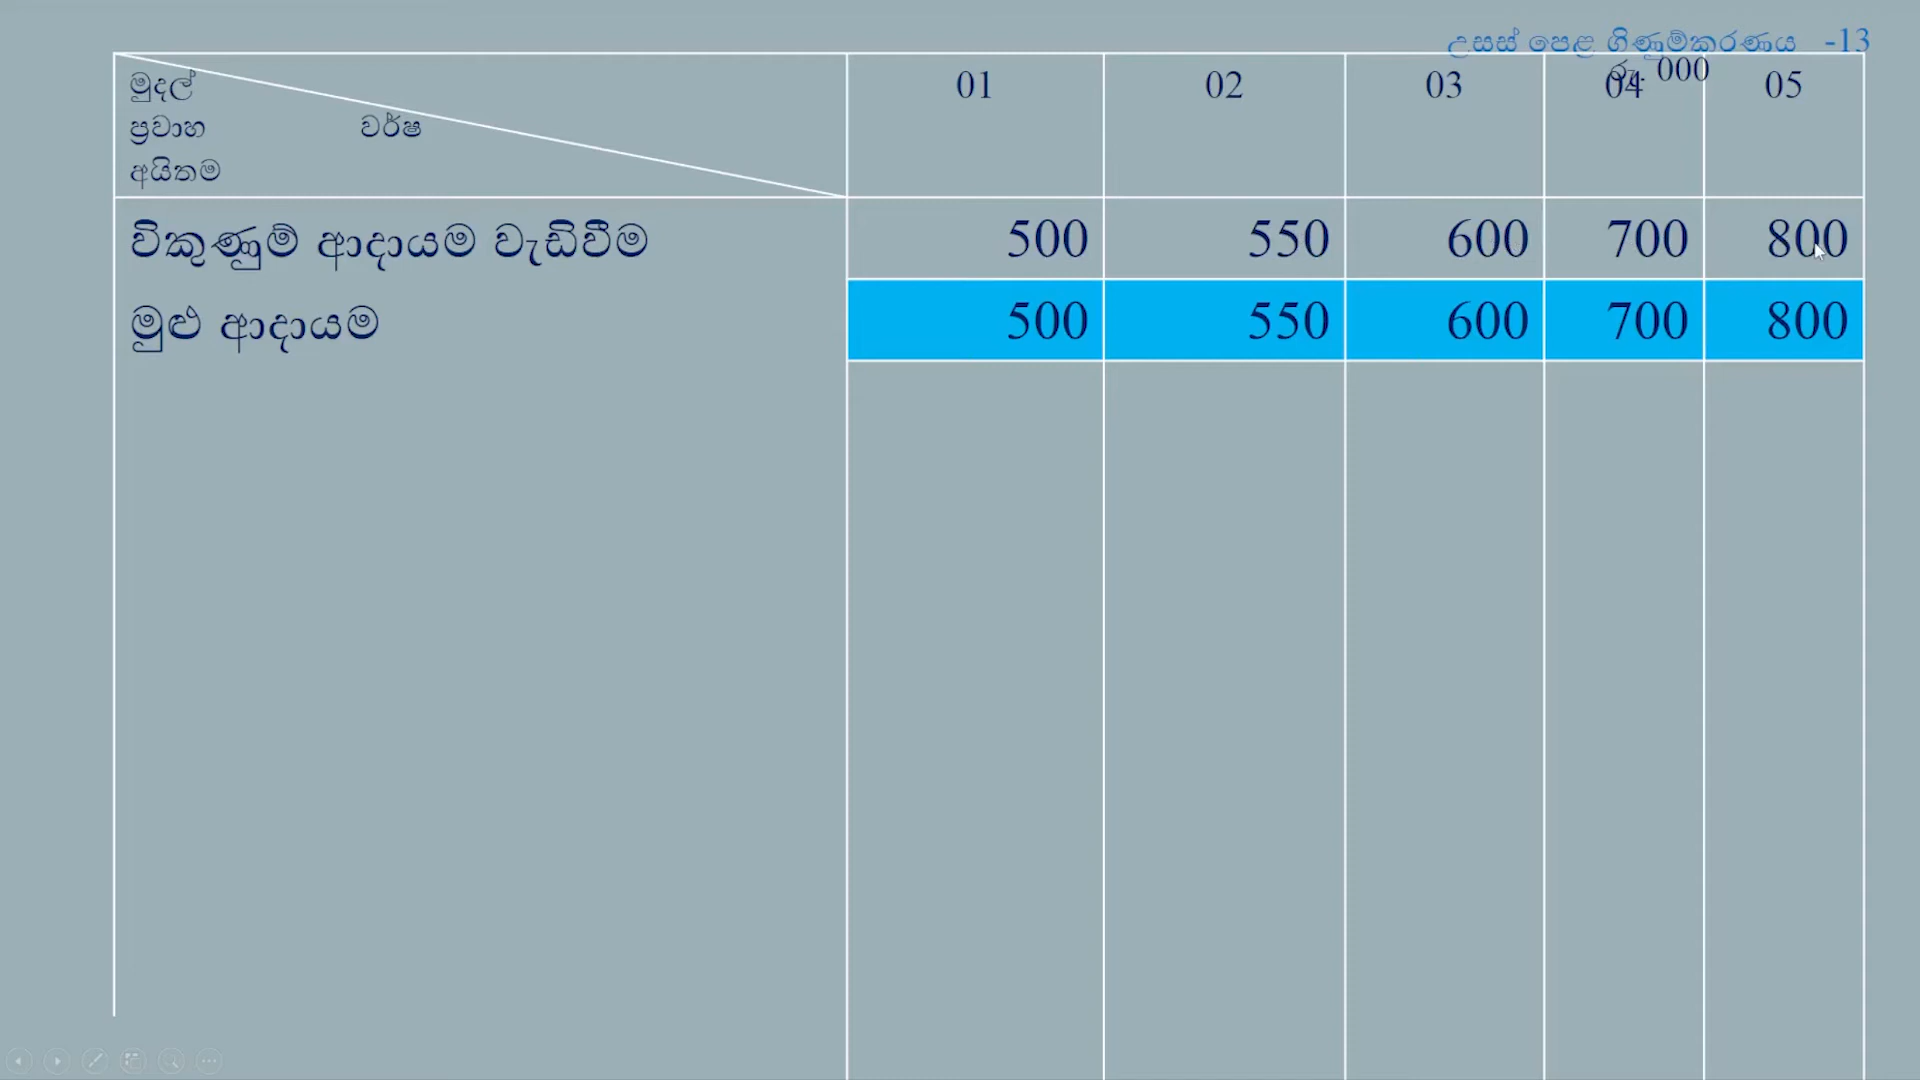 උසස් පෙළ ගිණුම්කරණය -13
රු. 000
මුදල්
ප්‍රවාහ වර්ෂ
අයිතම
01 02 03 04 05
විකුණුම් ආදායම වැඩිවීම 500 550 600 700 800
මුළු ආදායම 500 550 600 700 800